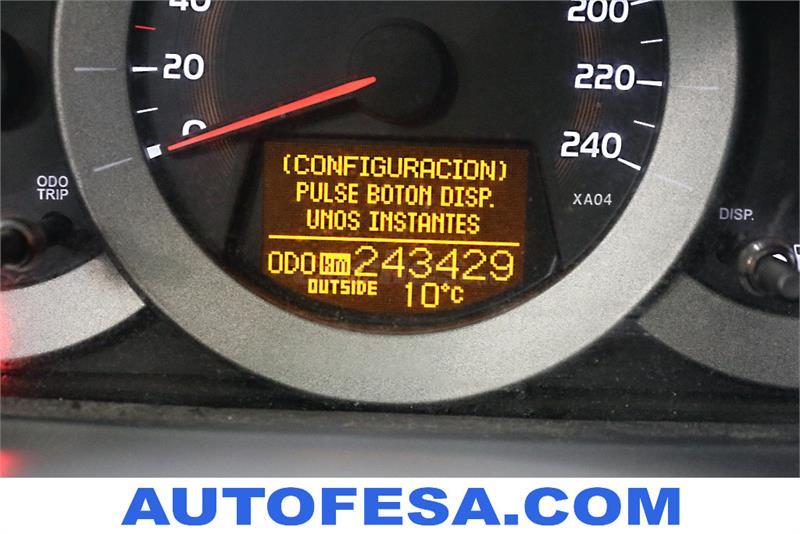 40
20
0
200
220
240
XA04
ODO
TRIP
DISP.
(CONFIGURACION)
PULSE BOTON DISP.
UNOS INSTANTES
ODO km 243429
OUTSIDE 10°C
AUTOFESA.COM